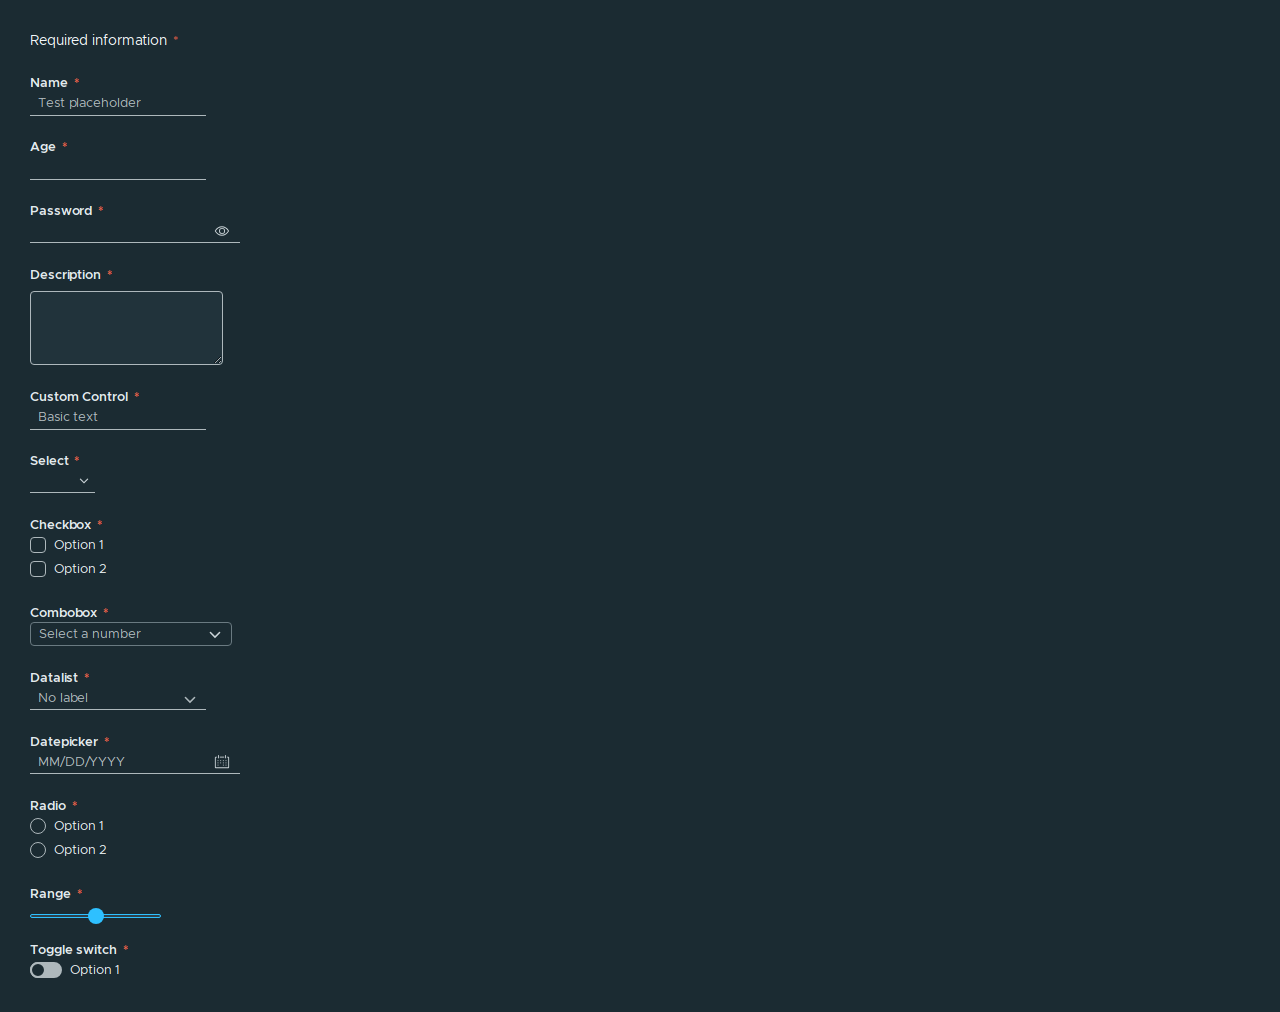 Required information *
Name *
Test placeholder
Age *
Password *
Description *
Custom Control *
Basic text
Select *
Checkbox *
Option 1
Option 2
Combobox *
Select a number
Datalist *
No label
Datepicker *
MM/DD/YYYY
Radio *
Option 1
Option 2
Range *
Toggle switch *
Option 1